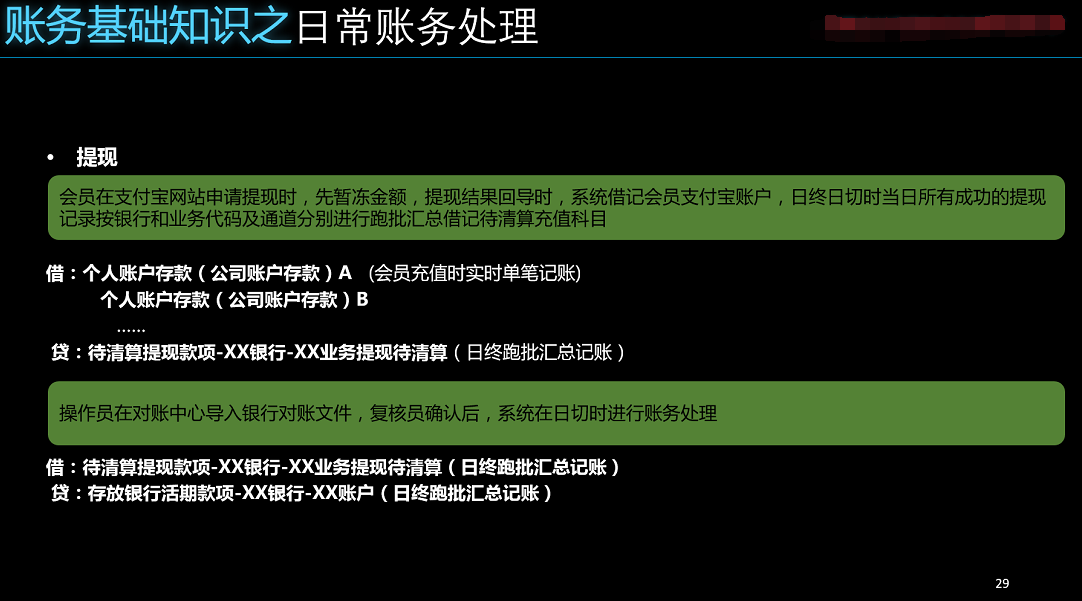 账务基础知识之日常账务处理
• 提现
会员在支付宝网站申请提现时，先暂冻金额，提现结果回导时，系统借记会员支付宝账户，日终日切时当日所有成功的提现
记录按银行和业务代码及通道分别进行跑批汇总借记待清算充值科目
借：个人账户存款（公司账户存款）A (会员充值时实时单笔记账)
个人账户存款（公司账户存款）B
......
贷：待清算提现款项-XX银行-XX业务提现待清算（日终跑批汇总记账）
操作员在对账中心导入银行对账文件，复核员确认后，系统在日切时进行账务处理
借：待清算提现款项-XX银行-XX业务提现待清算（日终跑批汇总记账）
贷：存放银行活期款项-XX银行-XX账户（日终跑批汇总记账）
29